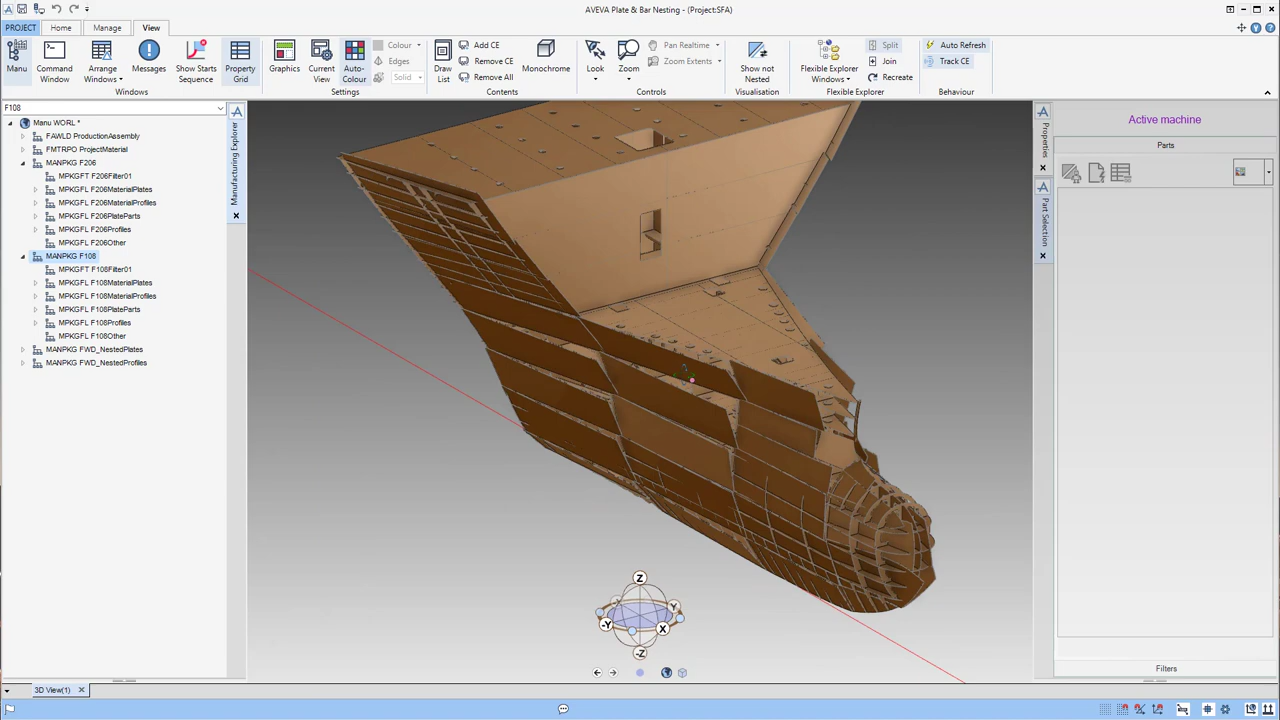 AVEVA Plate & Bar Nesting - (Project:SFA)
PROJECT Home Manage View
Manu
Command
Window
Arrange
Windows
Messages
Show Starts
Sequence
Property
Grid
Windows
Graphics
Current
View
Auto-
Colour
Colour
Edges
Solid
Settings
Draw
List
Add CE
Remove CE
Remove All
Monochrome
Contents
Look
Zoom
Pan Realtime
Zoom Extents
Controls
Show not
Nested
Visualisation
Flexible Explorer
Windows
Split
Join
Recreate
Flexible Explorer
Auto Refresh
Track CE
Behaviour
F108
Manu WORL *
FAWLD ProductionAssembly
FMTRPO ProjectMaterial
MANPKG F206
MPKGFT F206Filter01
MPKGFL F206MaterialPlates
MPKGFL F206MaterialProfiles
MPKGFL F206PlateParts
MPKGFL F206Profiles
MPKGFL F206Other
MANPKG F108
MPKGFT F108Filter01
MPKGFL F108MaterialPlates
MPKGFL F108MaterialProfiles
MPKGFL F108PlateParts
MPKGFL F108Profiles
MPKGFL F108Other
MANPKG FWD_NestedPlates
MANPKG FWD_NestedProfiles
Manufacturing Explorer
Z
Y
-Y
X
-Z
Properties
Part Selection
Active machine
Parts
Filters
3D View(1)